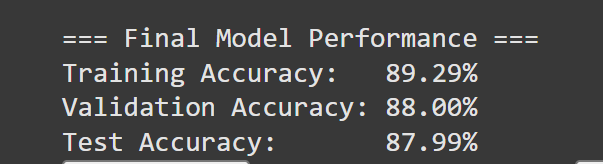 === Final Model Performance ===
Training Accuracy:   89.29%
Validation Accuracy: 88.00%
Test Accuracy:       87.99%